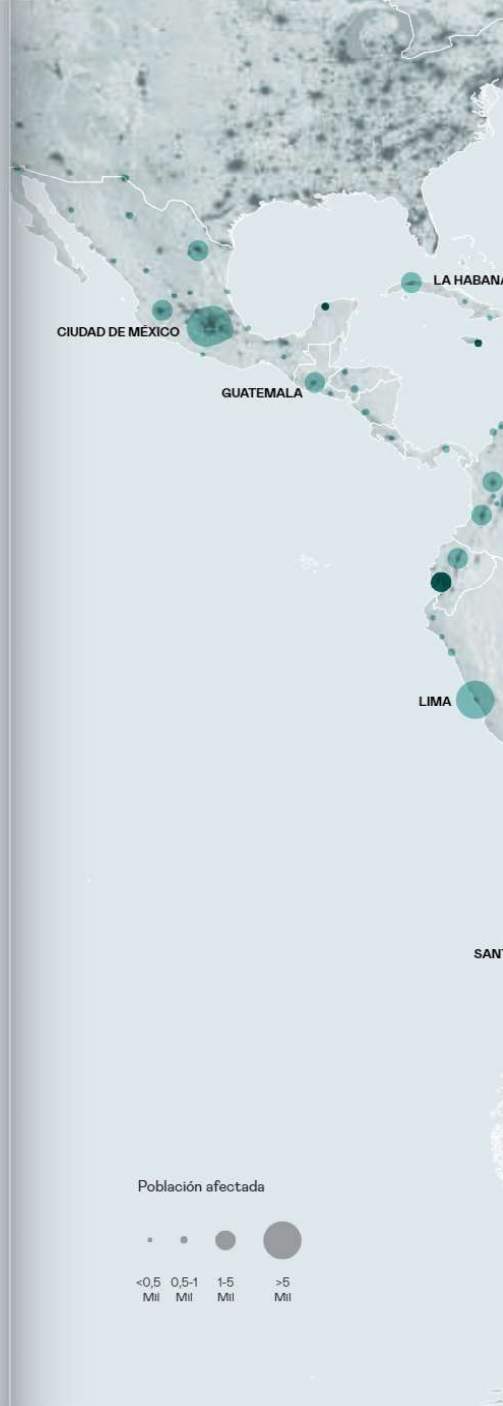 LA HABANA
CIUDAD DE MÉXICO
GUATEMALA
LIMA
SANT
Población afectada
<0,5 0,5-1 1-5 >5
Mil Mil Mil Mil